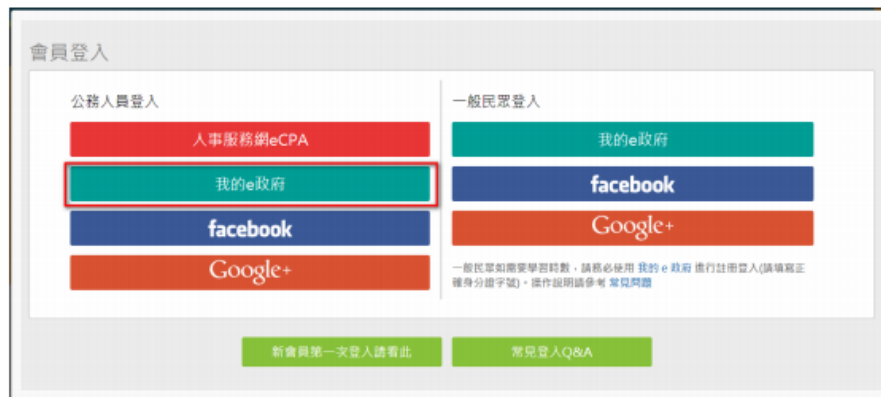 會員登入
公務人員登入
人事服務網eCPA
我的e政府
facebook
Google+
一般民眾登入
我的e政府
facebook
Google+
一般民眾如需要學習時數，請務必使用 我的 e 政府 進行註冊登入(請填寫正
確身分證字號)，操作說明請參考 常見問題
新會員第一次登入請看此
常見登入Q&A